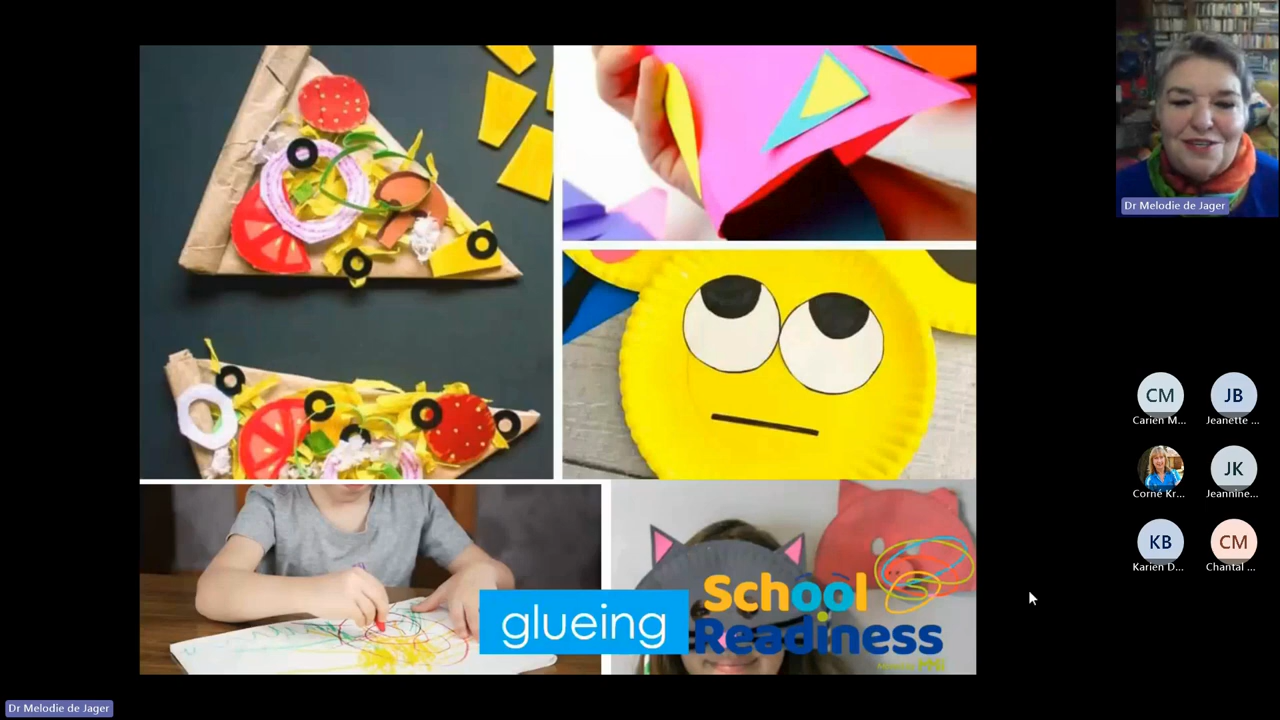 Dr Melodie de Jager
CM
JB
Carien M...
Jeanette ...
JK
Corné Kr...
Jeannine...
KB
CM
Karien D...
Chantal ...
glueing
School
Readiness
Dr Melodie de Jager